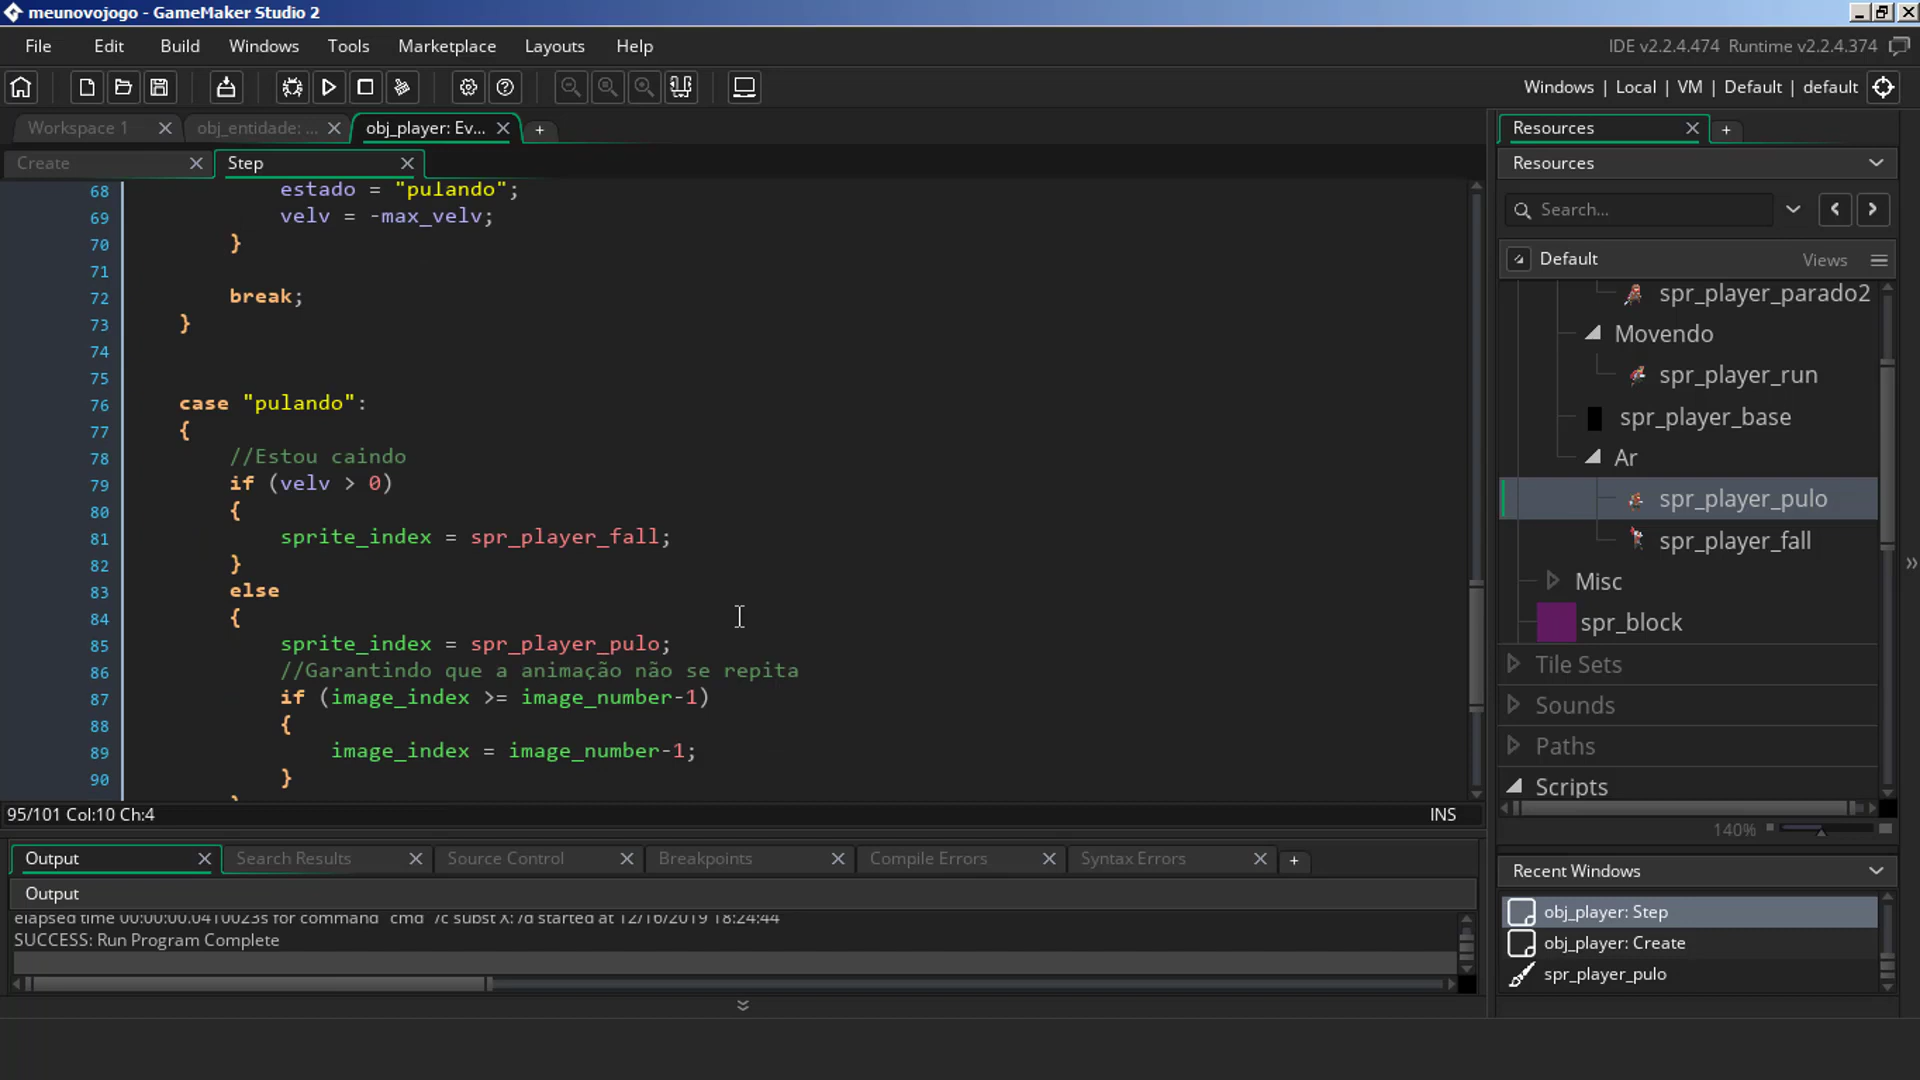 meunovojogo - GameMaker Studio 2
File Edit Build Windows Tools Marketplace Layouts Help
IDE v2.2.4.474 Runtime v2.2.4.374
Windows | Local | VM | Default | default
Workspace 1
obj_entidade: ...
obj_player: Ev...
Resources
Create
Step
Resources
68 estado = "pulando";
69 velv = -max_velv;
70 }
71
72 break;
73 }
74
75
76 case "pulando":
77 {
78 //Estou caindo
79 if (velv > 0)
80 {
81 sprite_index = spr_player_fall;
82 }
83 else
84 {
85 sprite_index = spr_player_pulo;
86 //Garantindo que a animação não se repita
87 if (image_index >= image_number-1)
88 {
89 image_index = image_number-1;
90 }
95/101 Col:10 Ch:4
INS
Search...
Default
Views
spr_player_parado2
Movendo
spr_player_run
spr_player_base
Ar
spr_player_pulo
spr_player_fall
Misc
spr_block
Tile Sets
Sounds
Paths
Scripts
140%
Output
Search Results
Source Control
Breakpoints
Compile Errors
Syntax Errors
Output
elapsed time 00:00:00.0410023s for command "cmd" /c subst X: /d started at 12/16/2019 18:24:44
SUCCESS: Run Program Complete
Recent Windows
obj_player: Step
obj_player: Create
spr_player_pulo